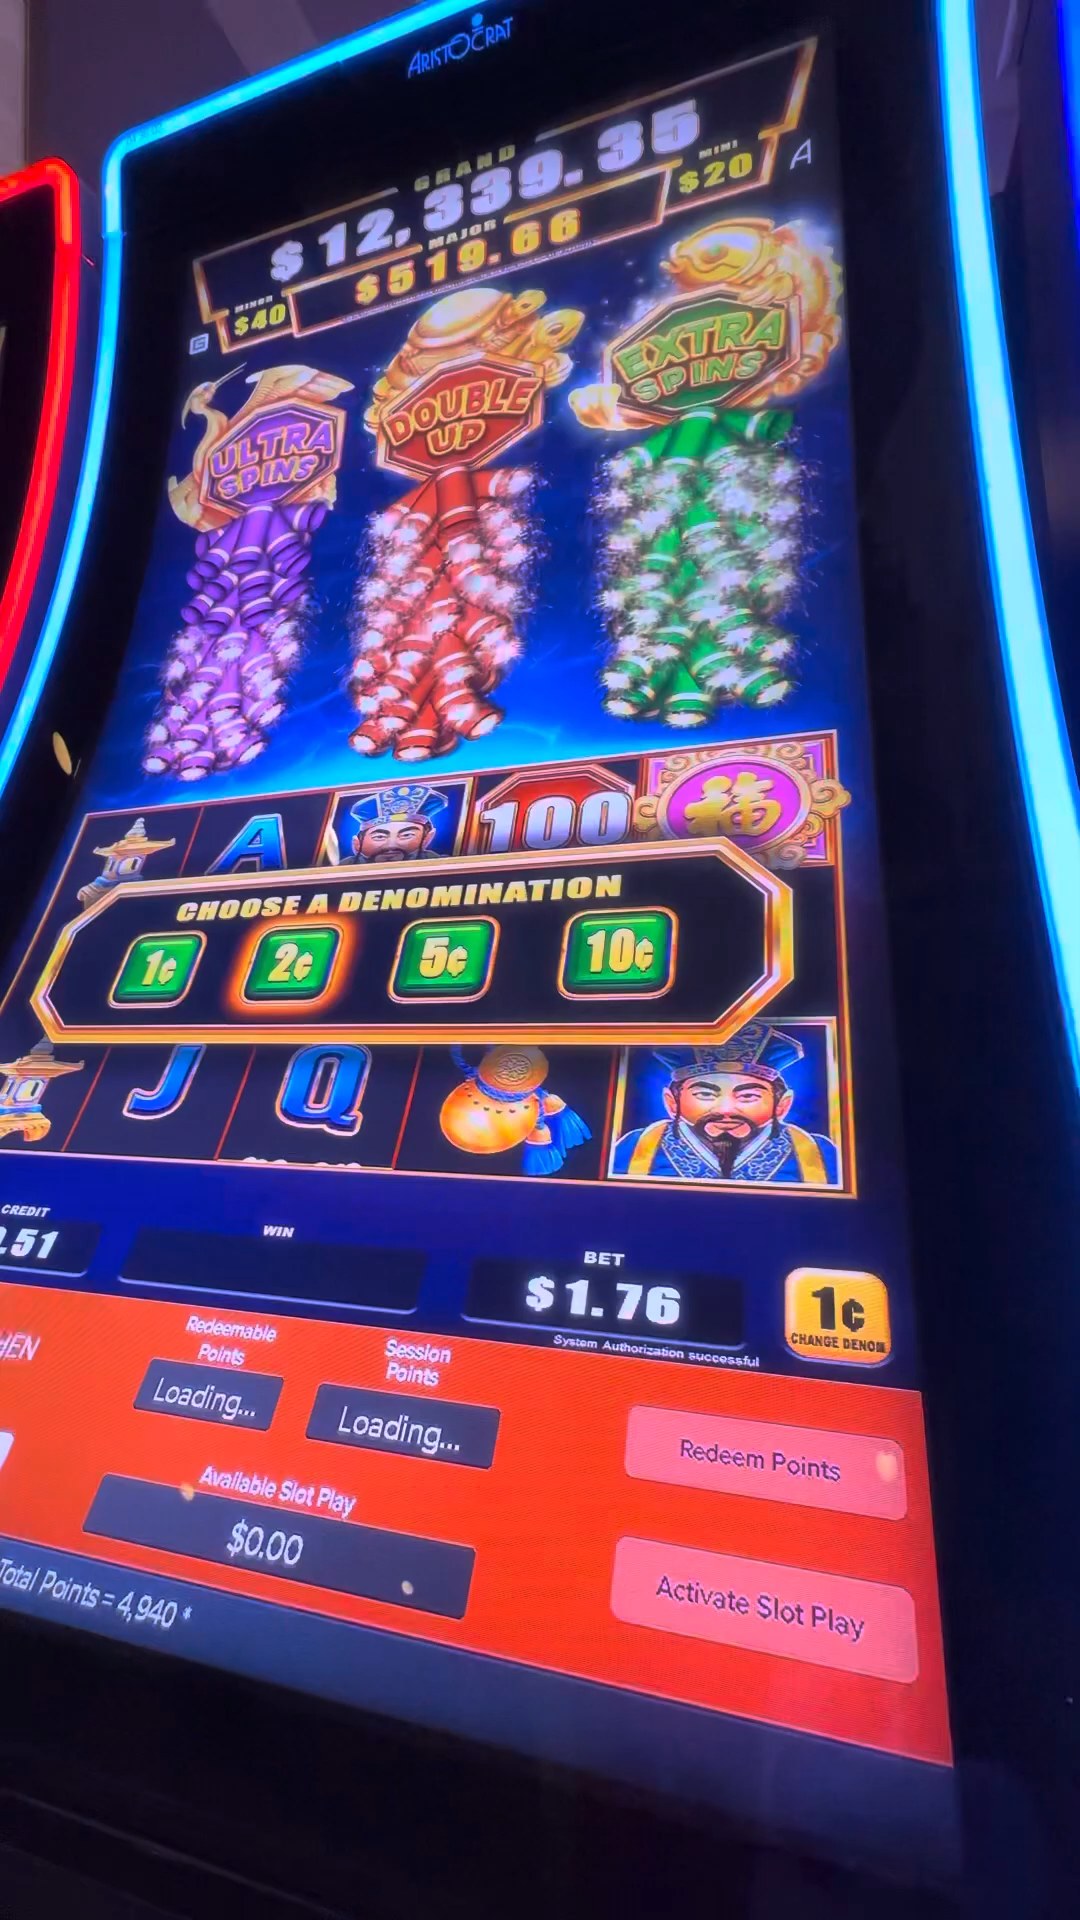 ARISTOCRAT
GRAND
$12,339.35
MINI
$20
A
MAJOR
$519.66
MINOR
$40
G
ULTRA
SPINS
DOUBLE
UP
EXTRA
SPINS
A
100
福
CHOOSE A DENOMINATION
1¢ 2¢ 5¢ 10¢
J Q
CREDIT
.51
WIN
BET
$1.76
System Authorization successful
1¢
CHANGE DENOM
HEN
Redeemable
Points
Loading...
Session
Points
Loading...
Redeem Points
Available Slot Play
$0.00
Activate Slot Play
Total Points = 4,940 *